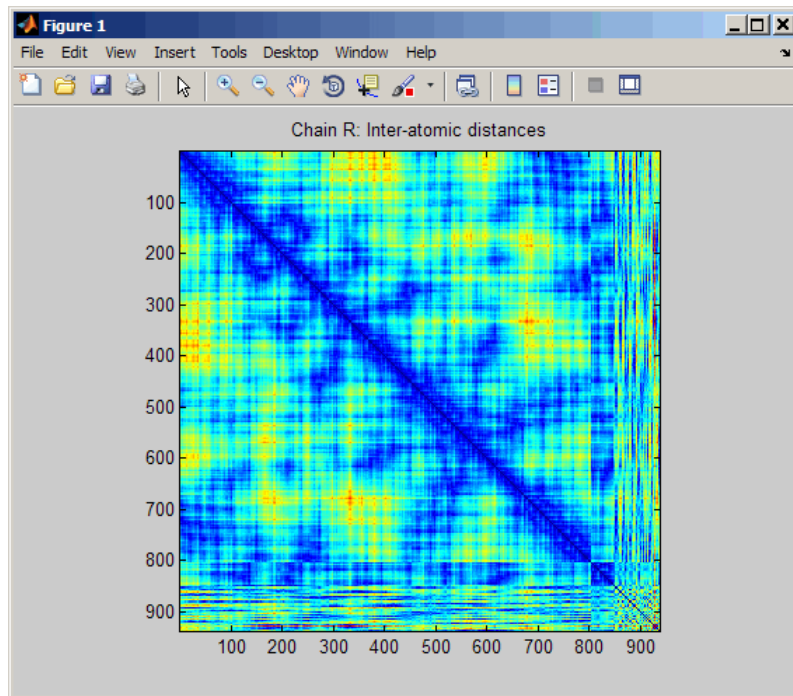 Figure 1
File Edit View Insert Tools Desktop Window Help
Chain R: Inter-atomic distances
100
200
300
400
500
600
700
800
900
100 200 300 400 500 600 700 800 900